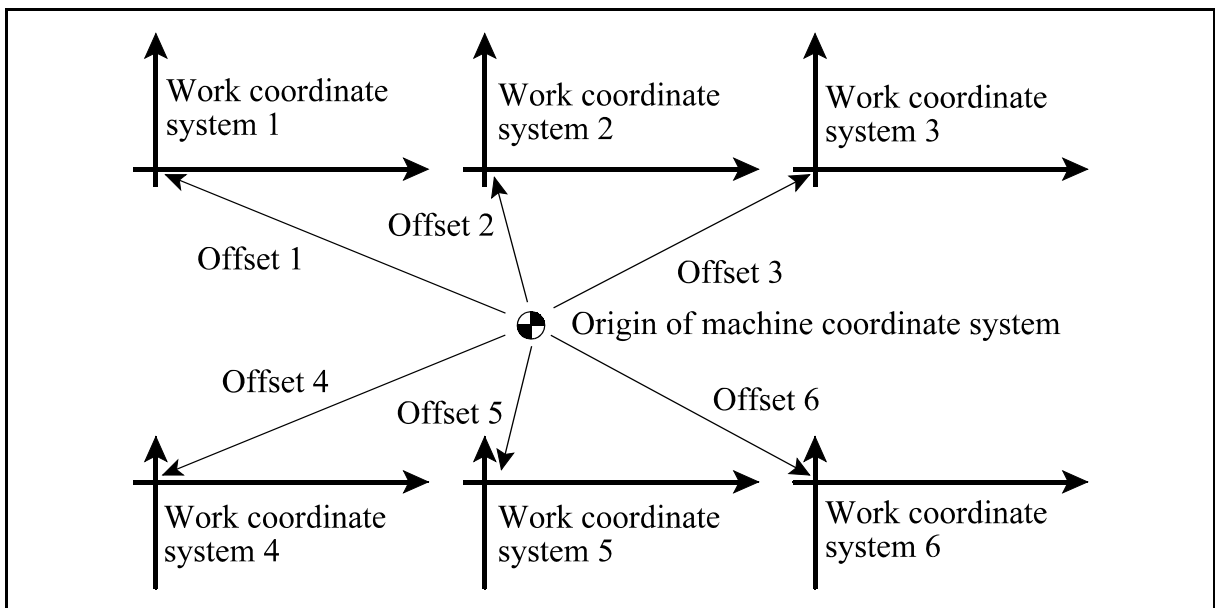 Work coordinate
system 1
Work coordinate
system 2
Work coordinate
system 3
Offset 2
Offset 1
Offset 3
Origin of machine coordinate system
Offset 4
Offset 5
Offset 6
Work coordinate
system 4
Work coordinate
system 5
Work coordinate
system 6